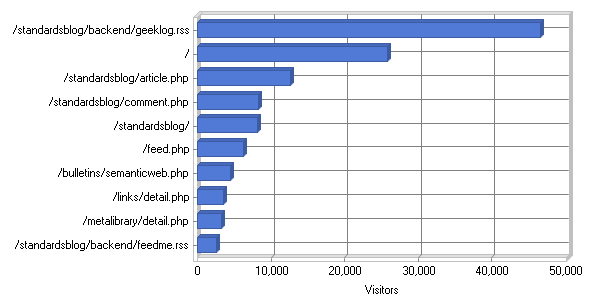 /standardsblog/backend/geeklog.rss
/
/standardsblog/article.php
/standardsblog/comment.php
/standardsblog/
/feed.php
/bulletins/semanticweb.php
/links/detail.php
/metalibrary/detail.php
/standardsblog/backend/feedme.rss
0 10,000 20,000 30,000 40,000 50,000
Visitors